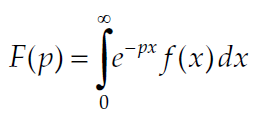 F(p) = ∫₀^∞ e^{-px} f(x) dx